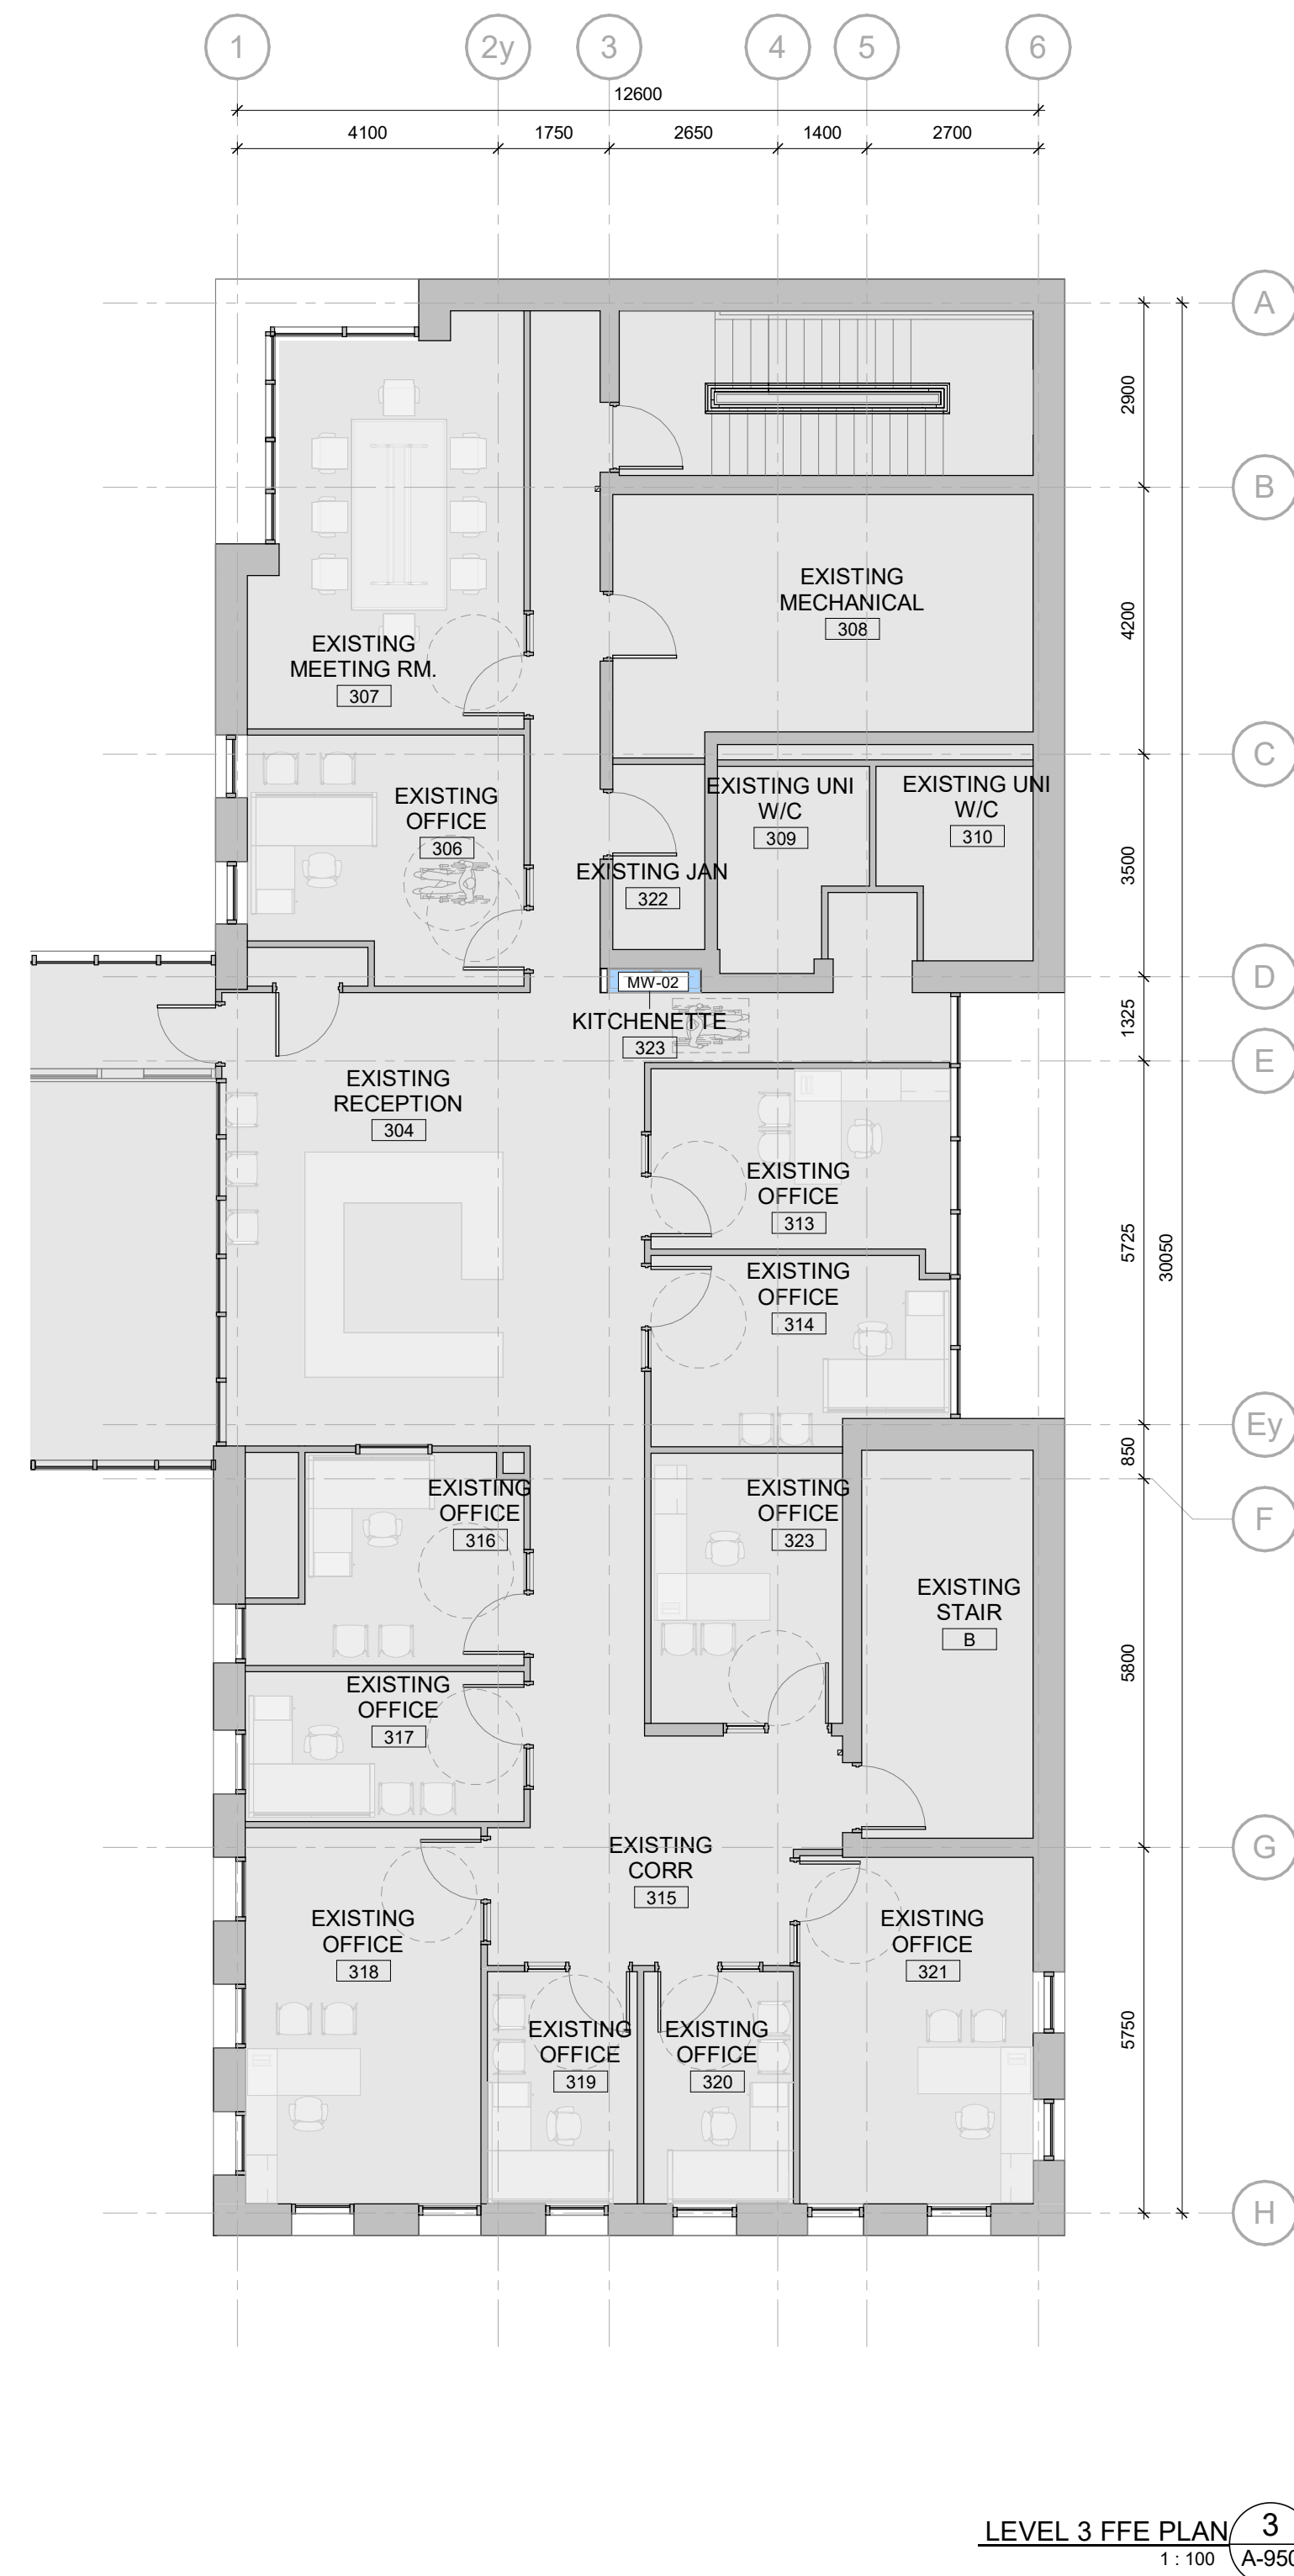 1
2y
3
4
5
6
12600
4100
1750
2650
1400
2700
A
2900
B
EXISTING
MECHANICAL
308
4200
EXISTING
MEETING RM.
307
C
EXISTING
OFFICE
306
EXISTING UNI
W/C
309
EXISTING UNI
W/C
310
3500
EXISTING JAN
322
D
MW-02
KITCHENETTE
323
1325
E
EXISTING
RECEPTION
304
EXISTING
OFFICE
313
5725
30050
EXISTING
OFFICE
314
Ey
850
F
EXISTING
OFFICE
316
EXISTING
OFFICE
323
EXISTING
STAIR
B
5800
EXISTING
OFFICE
317
G
EXISTING
CORR
315
EXISTING
OFFICE
318
EXISTING
OFFICE
321
EXISTING
OFFICE
319
EXISTING
OFFICE
320
5750
H
LEVEL 3 FFE PLAN
1 : 100
3
A-950